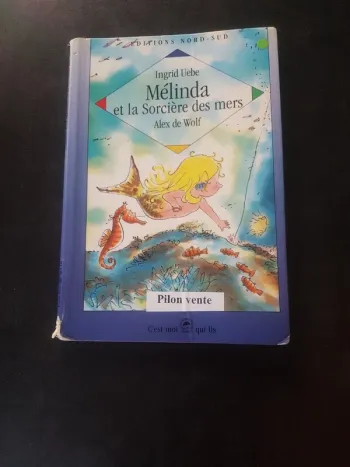 ÉDITIONS NORD-SUD
Ingrid Uebe
Mélinda
et la Sorcière des mers
Alex de Wolf
Pilon vente
C'est moi qui lis